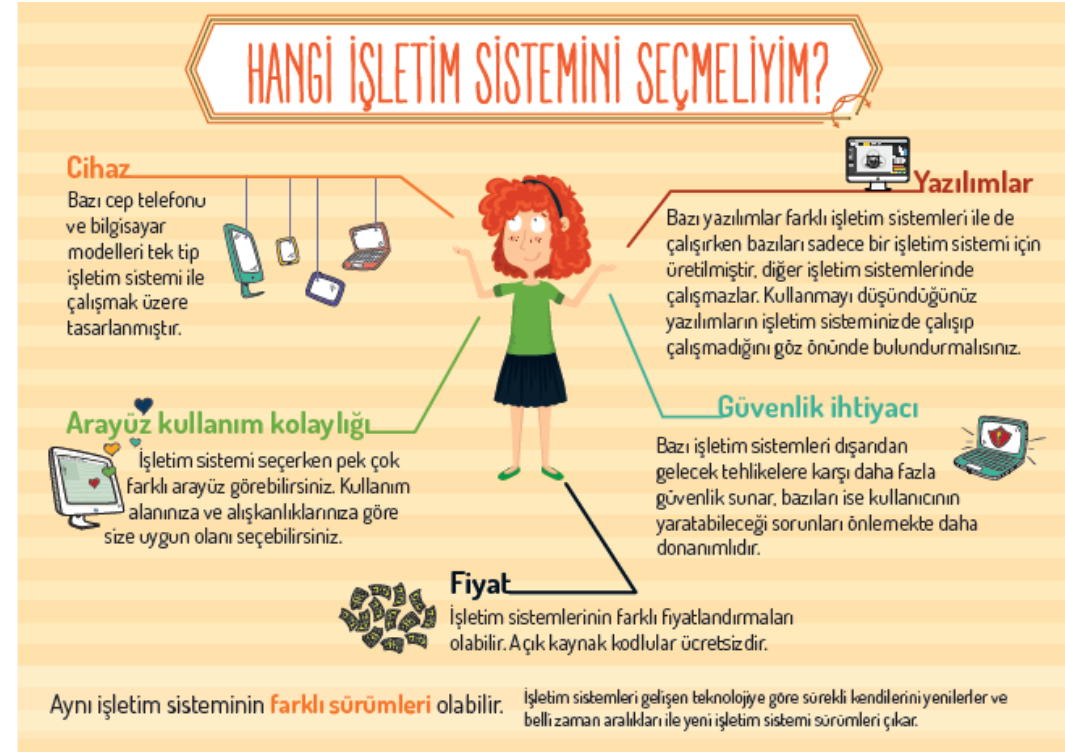 HANGİ İŞLETİM SİSTEMİNİ SEÇMELİYİM?
Cihaz
Bazı cep telefonu
ve bilgisayar
modelleri tek tip
işletim sistemi ile
çalışmak üzere
tasarlanmıştır.
Yazılımlar
Bazı yazılımlar farklı işletim sistemleri ile de
çalışırken bazıları sadece bir işletim sistemi için
üretilmiştir, diğer işletim sistemlerinde
çalışmazlar. Kullanmayı düşündüğünüz
yazılımların işletim sisteminizde çalışıp
çalışmadığını göz önünde bulundurmalısınız.
Arayüz kullanım kolaylığı
İşletim sistemi seçerken pek çok
farklı arayüz görebilirsiniz. Kullanım
alanınıza ve alışkanlıklarınıza göre
size uygun olanı seçebilirsiniz.
Güvenlik ihtiyacı
Bazı işletim sistemleri dışarıdan
gelecek tehlikelere karşı daha fazla
güvenlik sunar, bazıları ise kullanıcının
yaratabileceği sorunları önlemekte daha
donanımlıdır.
Fiyat
İşletim sistemlerinin farklı fiyatlandırmaları
olabilir. Açık kaynak kodlular ücretsizdir.
Aynı işletim sisteminin farklı sürümleri olabilir.
İşletim sistemleri gelişen teknolojiye göre sürekli kendilerini yenilerler ve
belli zaman aralıkları ile yeni işletim sistemi sürümleri çıkar.